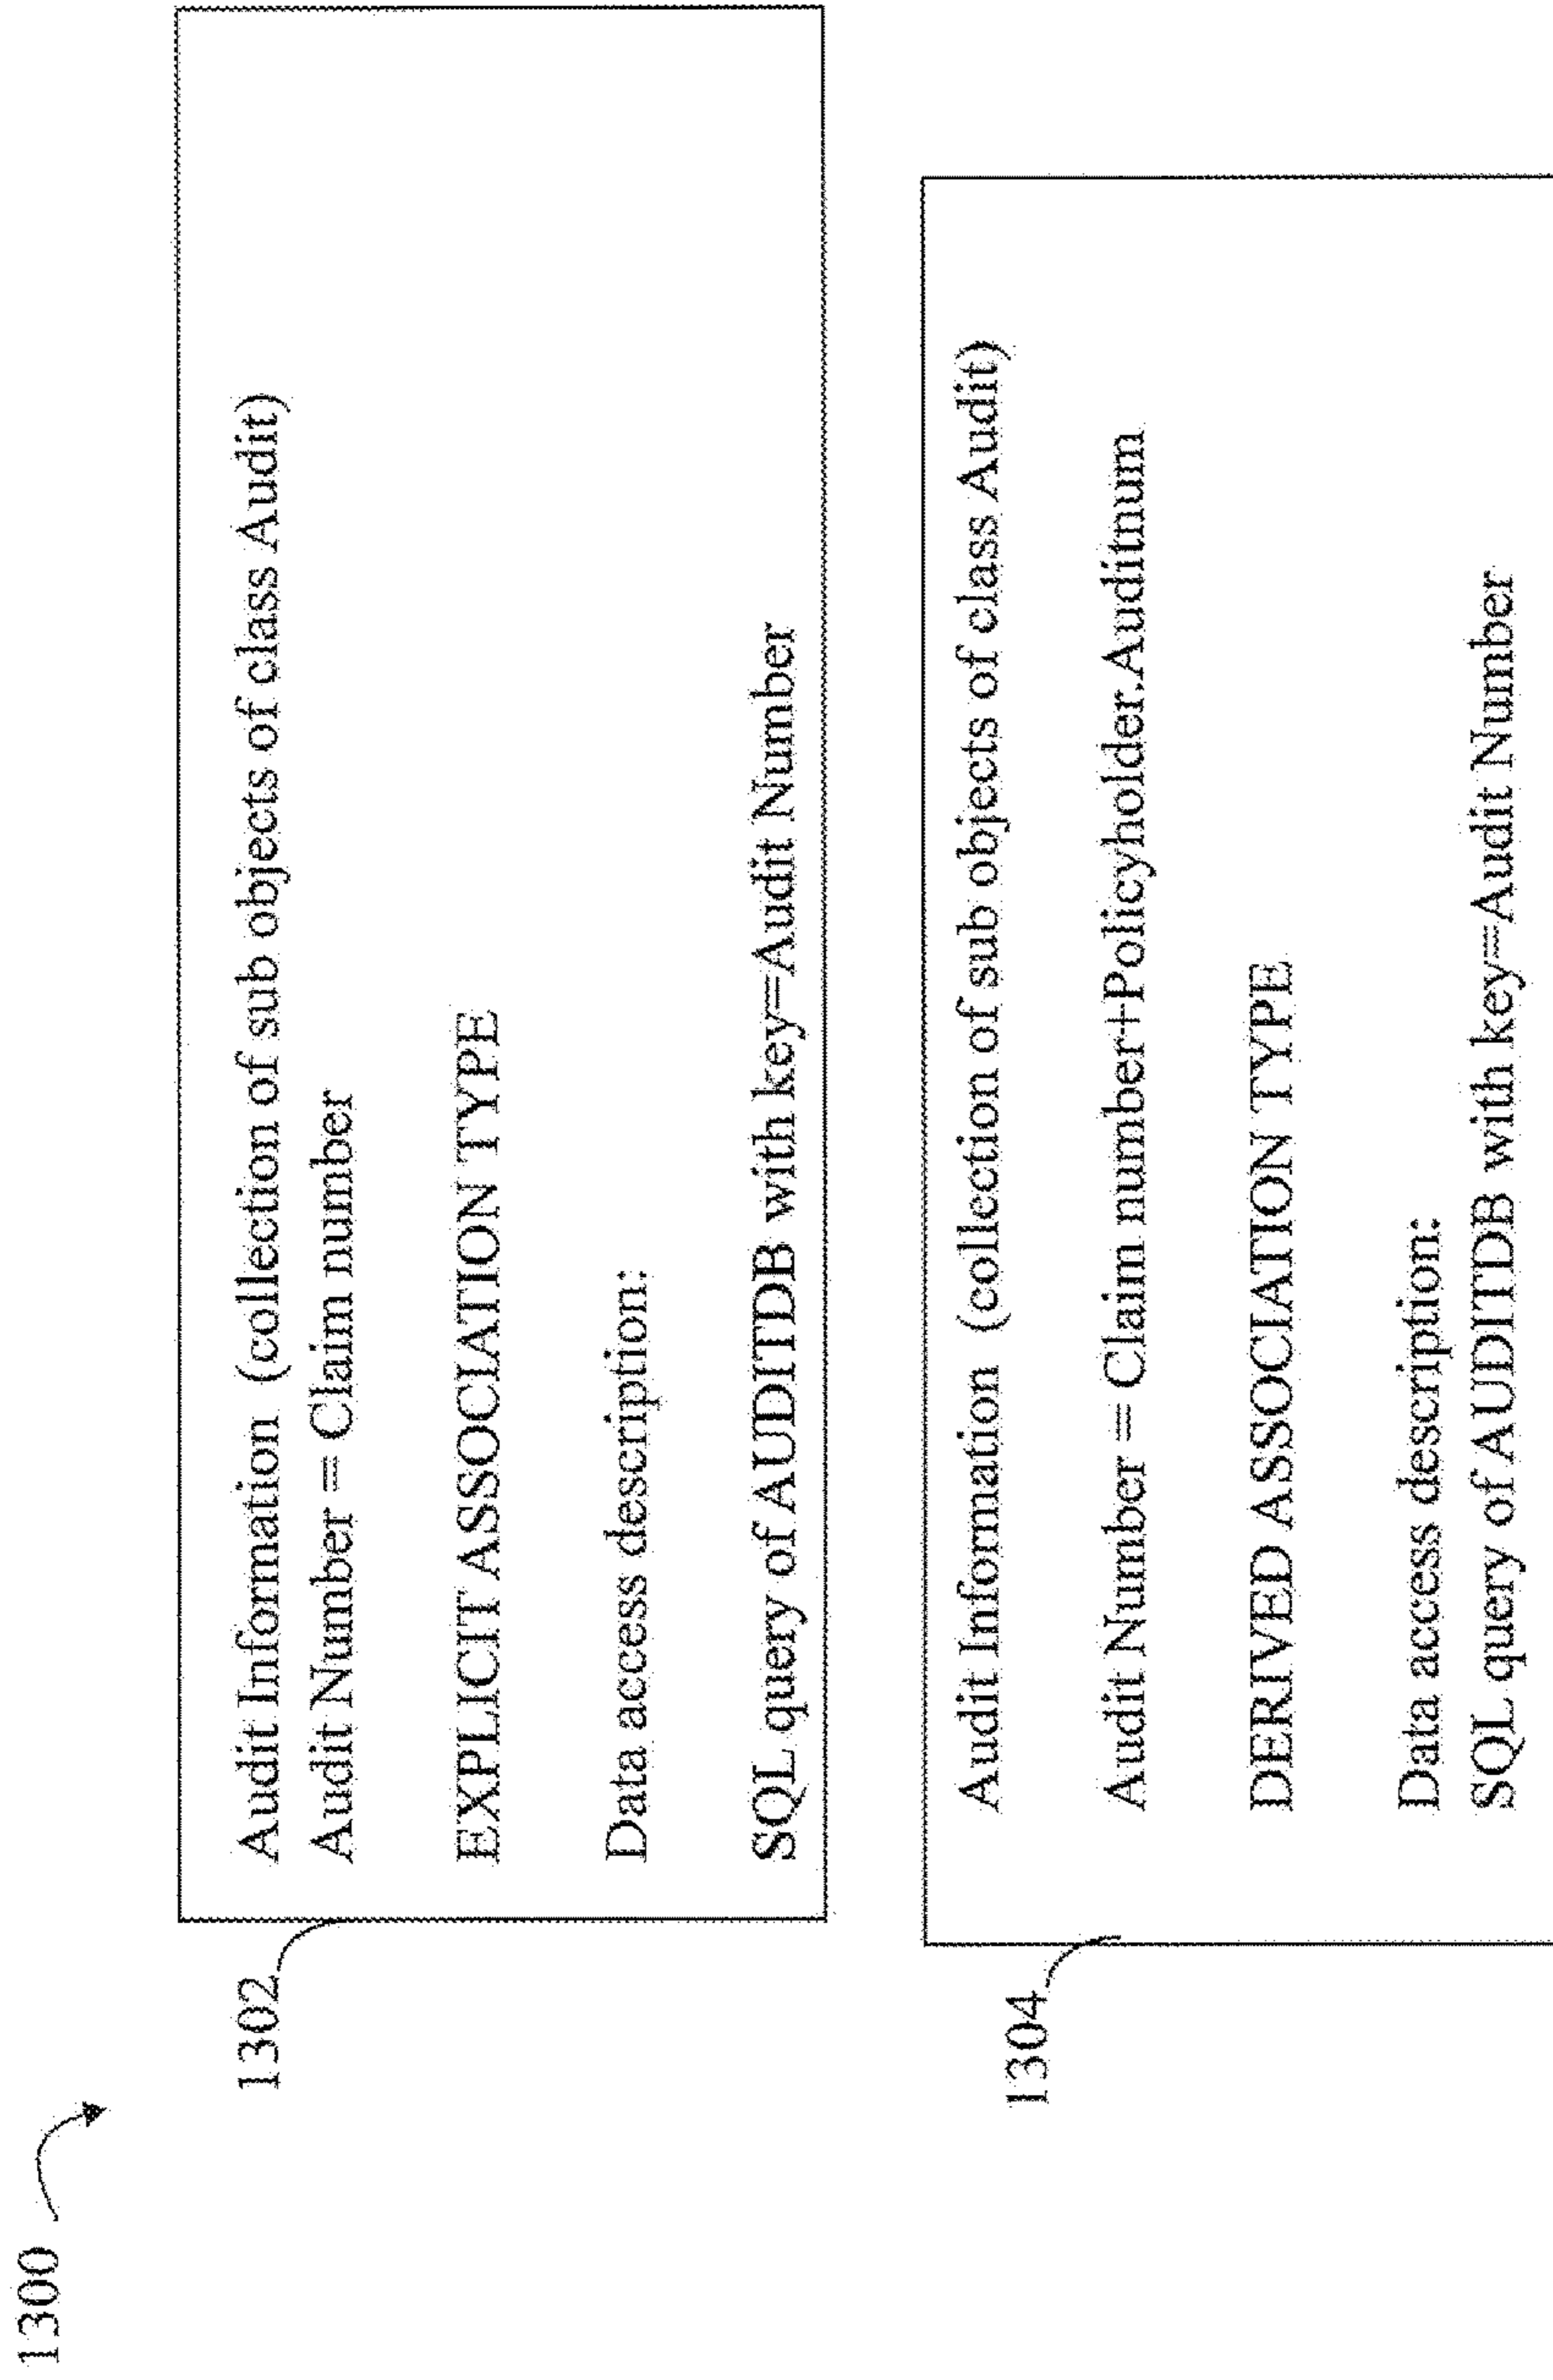 1300
1302
Audit Information (collection of sub objects of class Audit)
Audit Number = Claim number
EXPLICIT ASSOCIATION TYPE
Data access description:
SQL query of AUDITDB with key=Audit Number
1304
Audit Information (collection of sub objects of class Audit)
Audit Number = Claim number+Policyholder.Auditnum
DERIVED ASSOCIATION TYPE
Data access description:
SQL query of AUDITDB with key=Audit Number